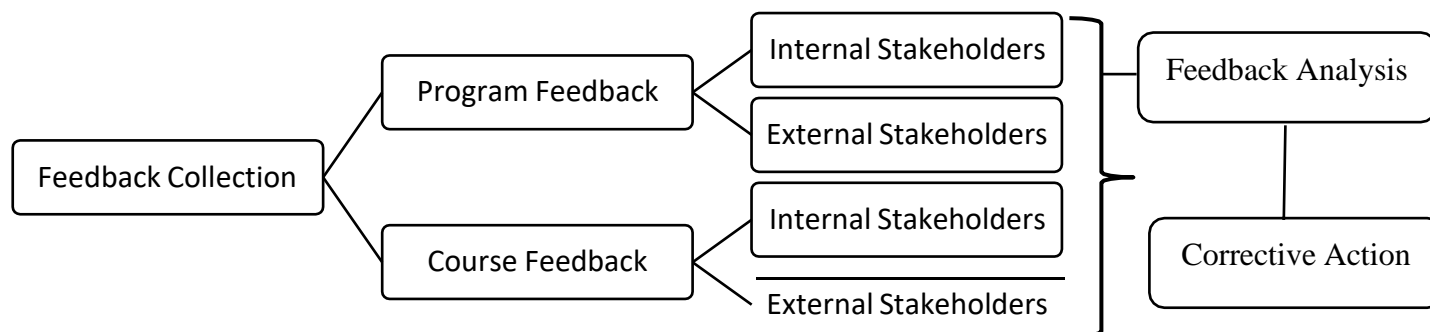 Internal Stakeholders
Feedback Analysis
Program Feedback
External Stakeholders
Feedback Collection
Internal Stakeholders
Course Feedback
Corrective Action
External Stakeholders